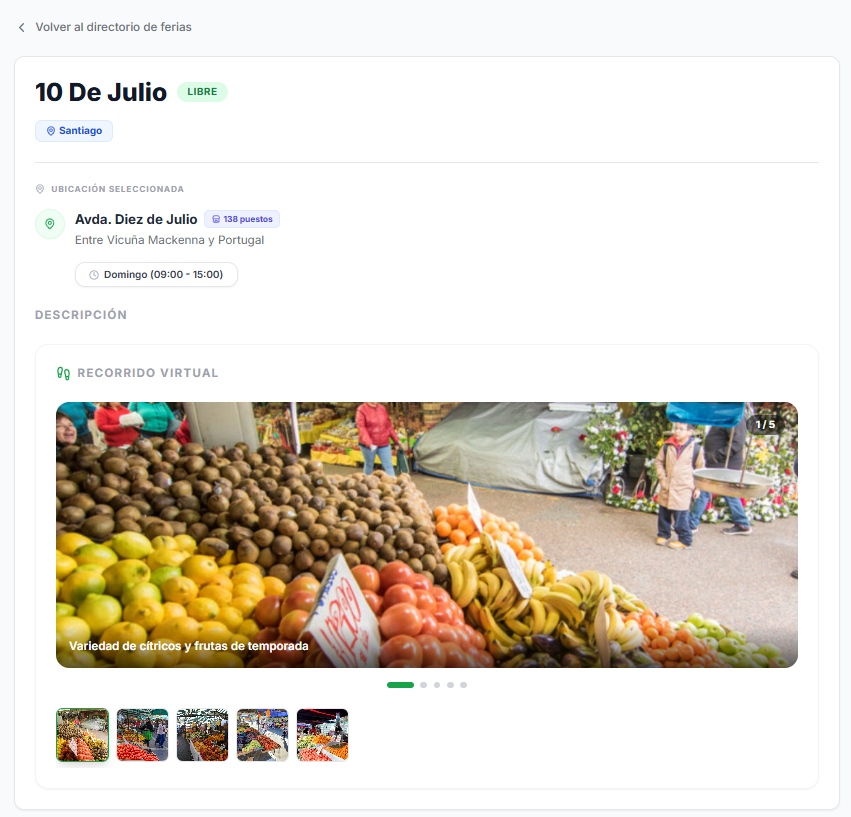 Volver al directorio de ferias
10 De Julio LIBRE
Santiago
UBICACIÓN SELECCIONADA
Avda. Diez de Julio 138 puestos
Entre Vicuña Mackenna y Portugal
Domingo (09:00 - 15:00)
DESCRIPCIÓN
RECORRIDO VIRTUAL
1 / 5
Variedad de cítricos y frutas de temporada